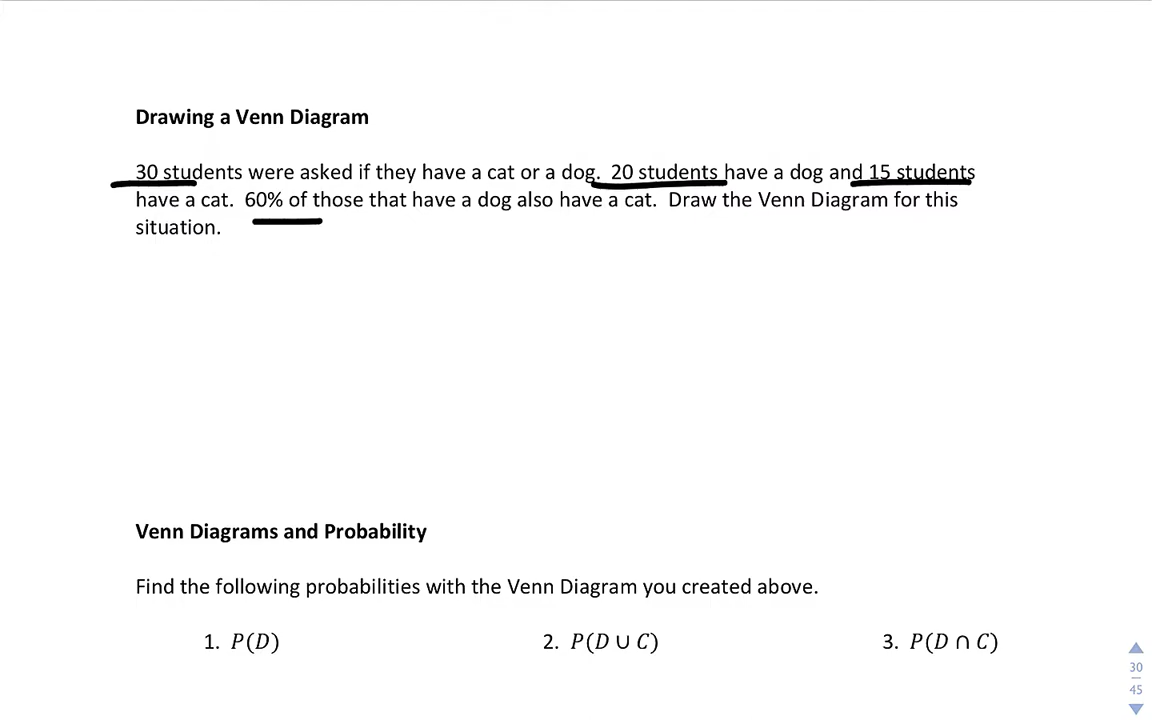 Drawing a Venn Diagram
30 students were asked if they have a cat or a dog. 20 students have a dog and 15 students
have a cat. 60% of those that have a dog also have a cat. Draw the Venn Diagram for this
situation.
Venn Diagrams and Probability
Find the following probabilities with the Venn Diagram you created above.
1. P(D) 2. P(D ∪ C) 3. P(D ∩ C)
30
45